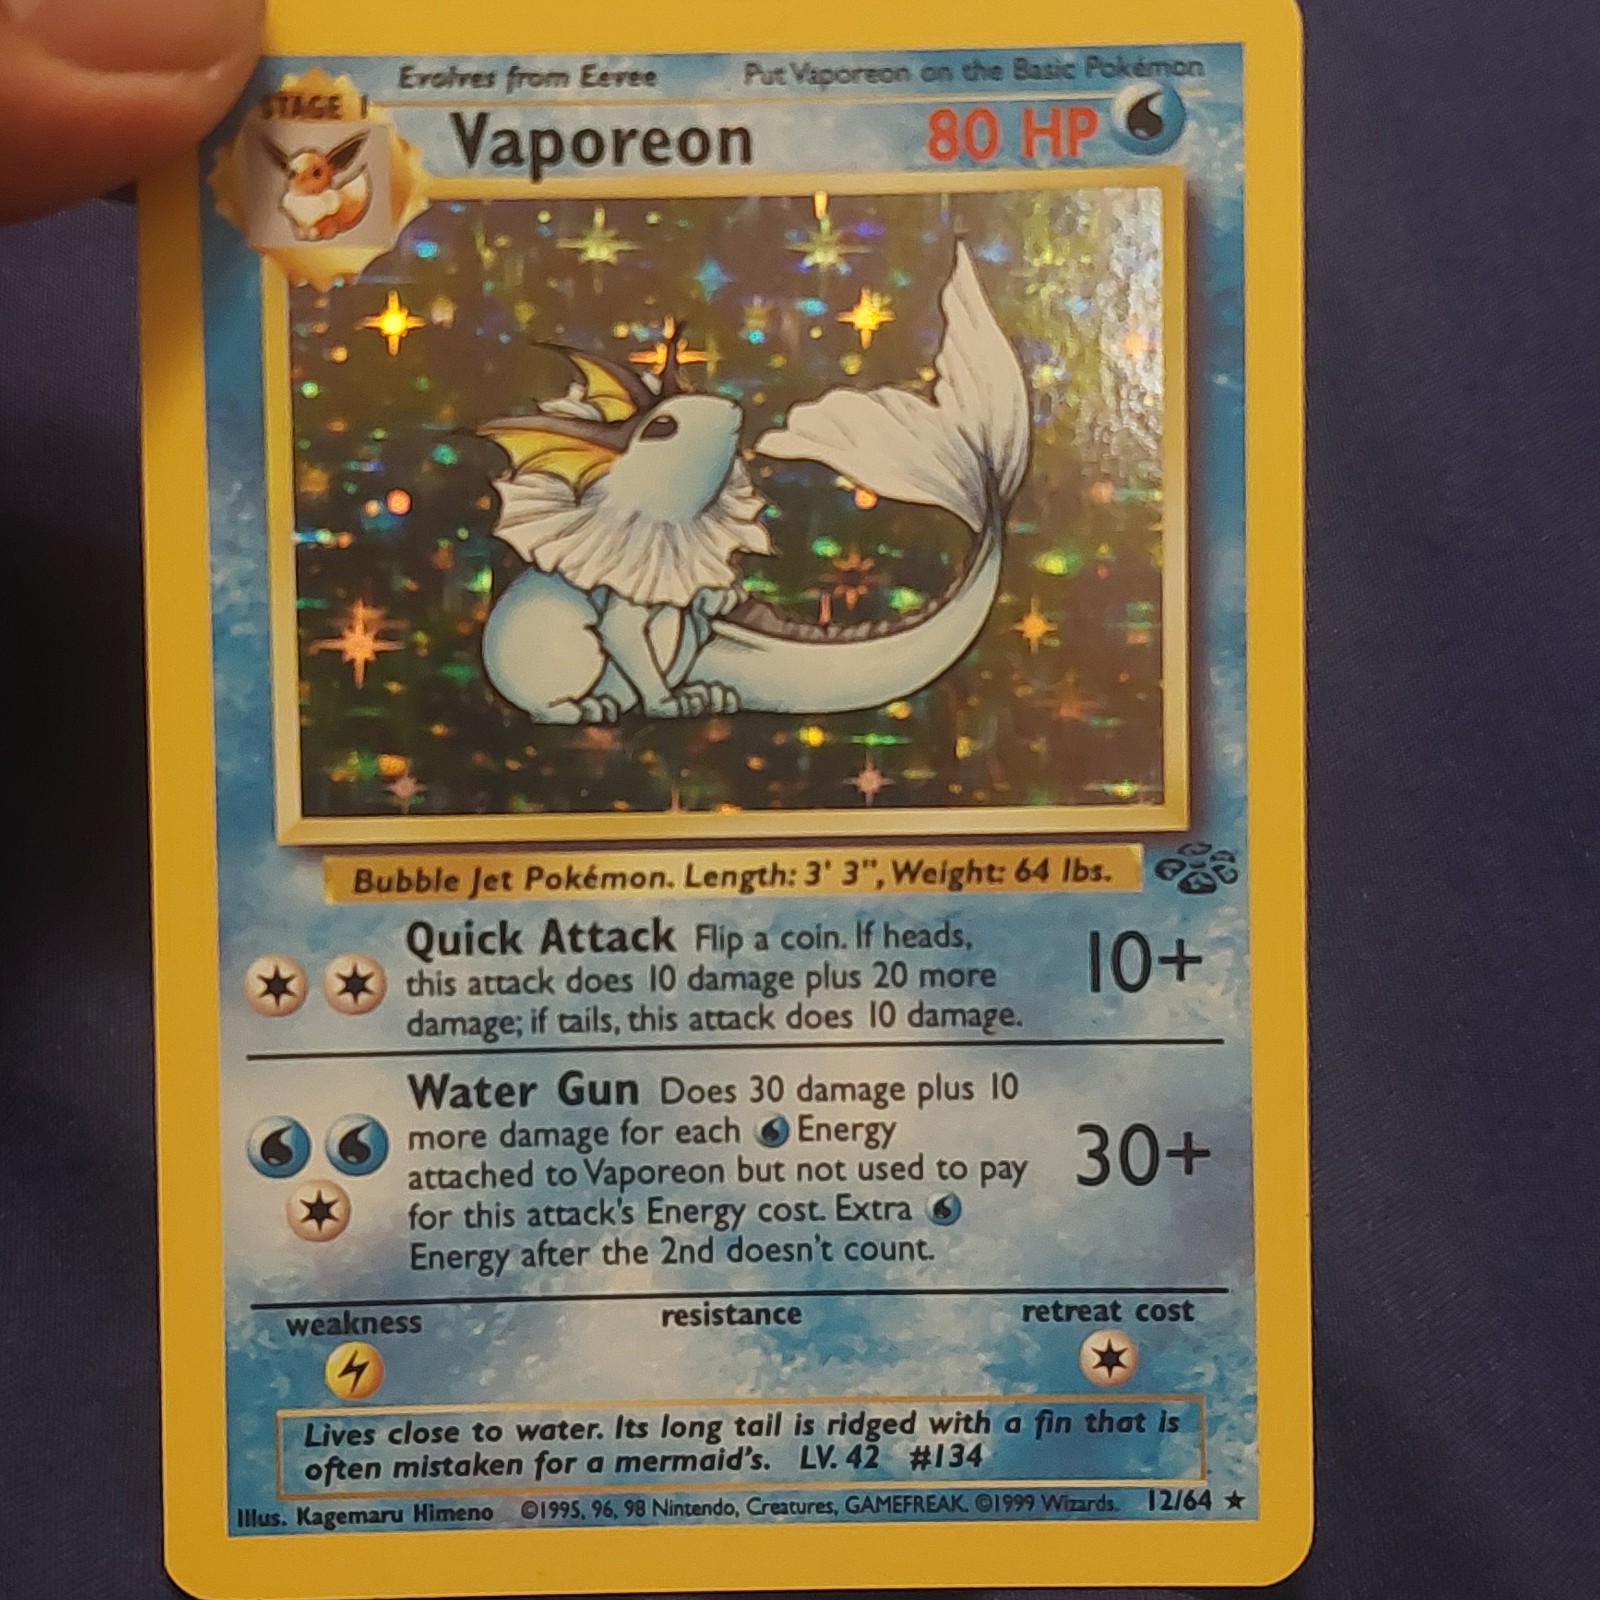 Evolves from Eevee Put Vaporeon on the Basic Pokémon
STAGE 1
Vaporeon 80 HP
Bubble Jet Pokémon. Length: 3' 3", Weight: 64 lbs.
Quick Attack Flip a coin. If heads,
this attack does 10 damage plus 20 more
damage; if tails, this attack does 10 damage.
10+
Water Gun Does 30 damage plus 10
more damage for each Energy
attached to Vaporeon but not used to pay
for this attack's Energy cost. Extra
Energy after the 2nd doesn't count.
30+
weakness resistance retreat cost
Lives close to water. Its long tail is ridged with a fin that is
often mistaken for a mermaid's. LV. 42 #134
Illus. Kagemaru Himeno ©1995, 96, 98 Nintendo, Creatures, GAMEFREAK. ©1999 Wizards. 12/64 ★